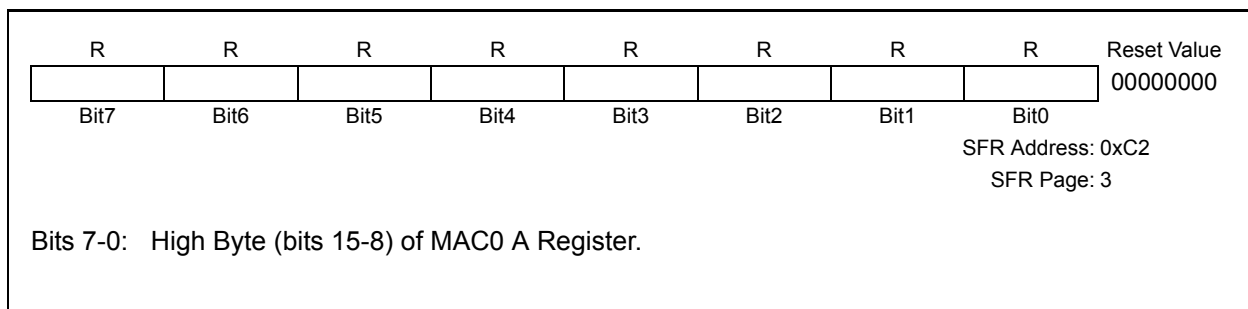 R R R R R R R R Reset Value
00000000
Bit7 Bit6 Bit5 Bit4 Bit3 Bit2 Bit1 Bit0
SFR Address: 0xC2
SFR Page: 3
Bits 7-0: High Byte (bits 15-8) of MAC0 A Register.